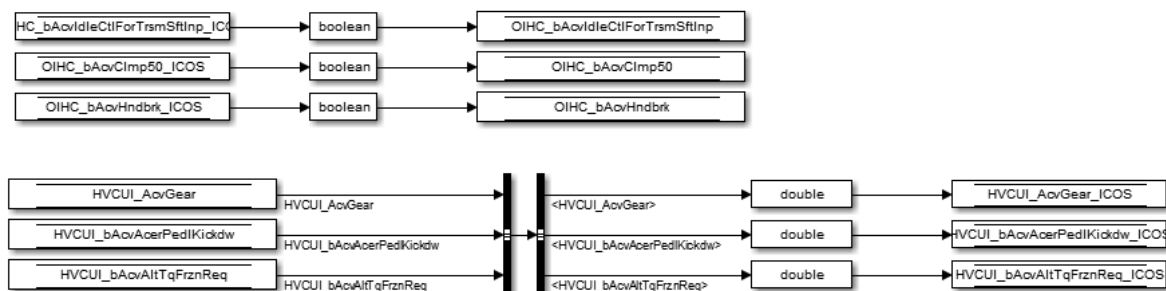 HC_bAcvIdleCtlForTrsmSftInp_ICO boolean OIHC_bAcvIdleCtlForTrsmSftInp
OIHC_bAcvClmp50_ICOS boolean OIHC_bAcvClmp50
OIHC_bAcvHndbrk_ICOS boolean OIHC_bAcvHndbrk
HVCUI_AcvGear HVCUI_AcvGear <HVCUI_AcvGear> double HVCUI_AcvGear_ICOS
HVCUI_bAcvAcerPedlKickdw HVCUI_bAcvAcerPedlKickdw <HVCUI_bAcvAcerPedlKickdw> double HVCUI_bAcvAcerPedlKickdw_ICOS
HVCUI_bAcvAltTqFrznReq HVCUI_bAcvAltTqFrznReq <HVCUI_bAcvAltTqFrznReq> double HVCUI_bAcvAltTqFrznReq_ICOS